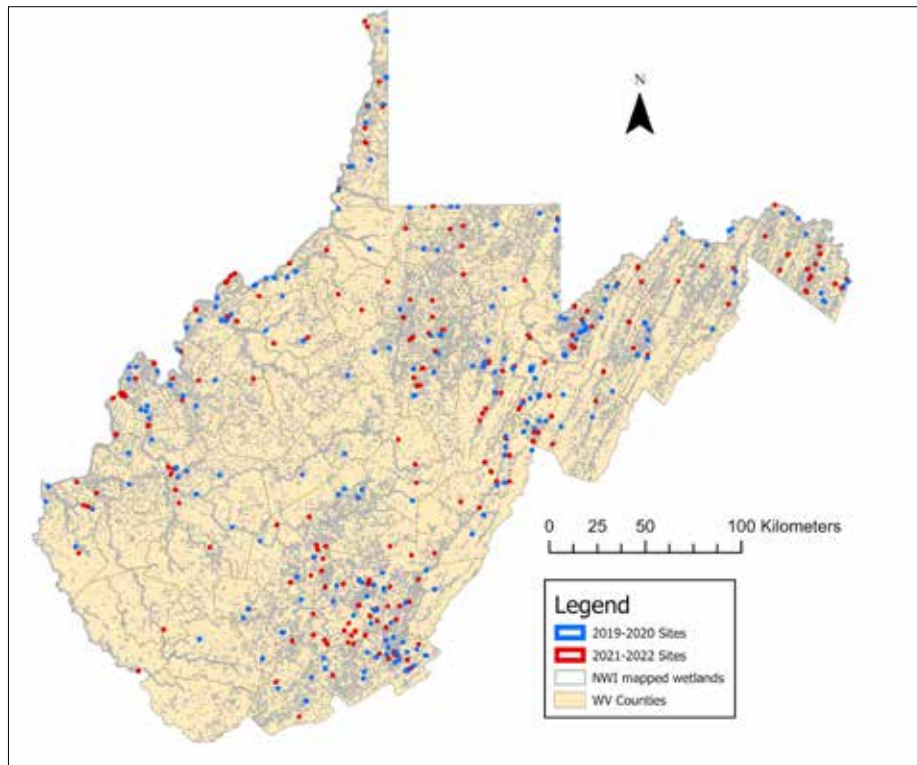 N
0 25 50 100 Kilometers
Legend
2019-2020 Sites
2021-2022 Sites
NWI mapped wetlands
WV Counties